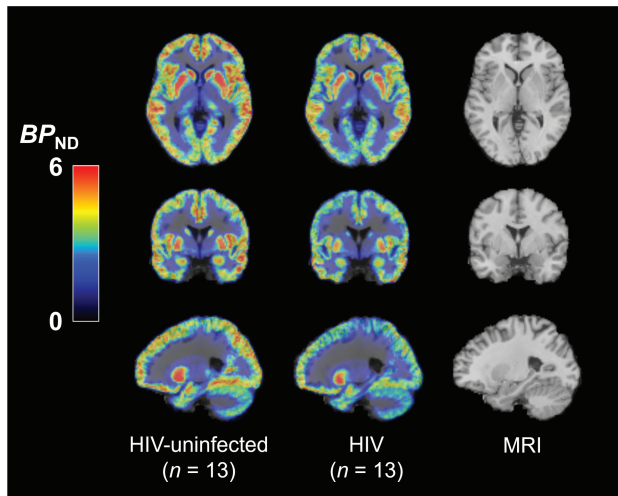 BPND
6
0
HIV-uninfected
(n = 13)
HIV
(n = 13)
MRI